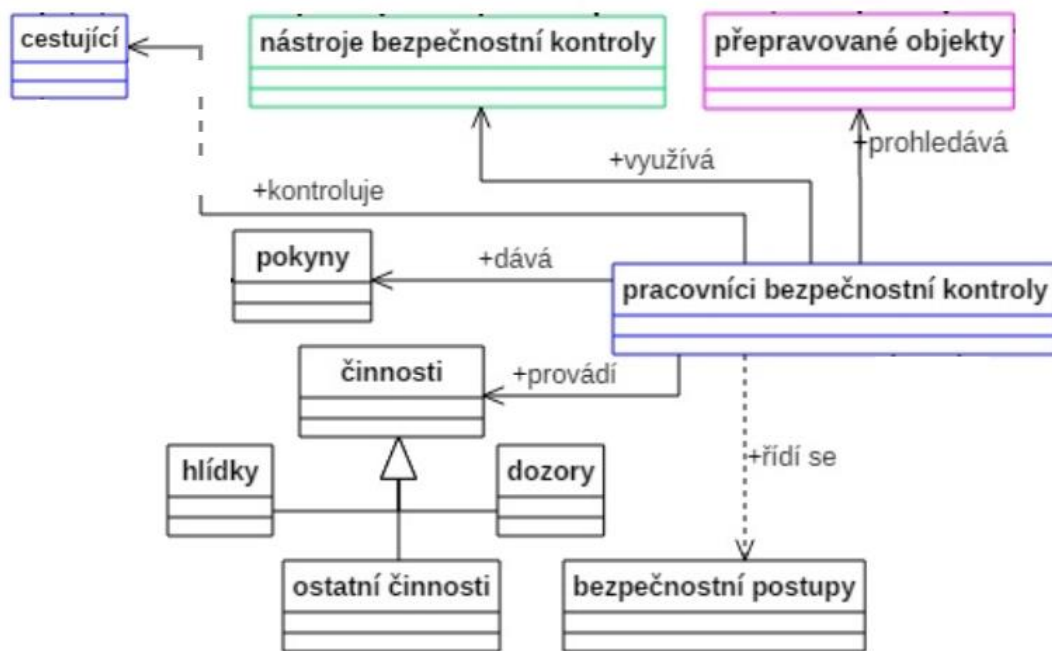 cestující
nástroje bezpečnostní kontroly
přepravované objekty
+využívá
+prohledává
+kontroluje
pokyny
+dává
pracovníci bezpečnostní kontroly
činnosti
+provádí
hlídky
dozory
+řídí se
ostatní činnosti
bezpečnostní postupy